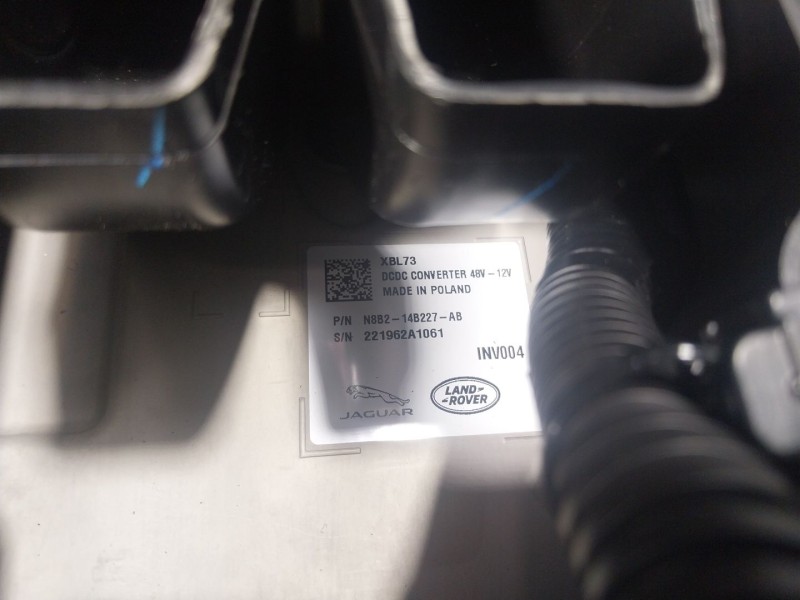 XBL73
DCDC CONVERTER 48V-12V
MADE IN POLAND
P/N N8B2-14B227-AB
S/N 221962A1061
INV004
JAGUAR
LAND
ROVER